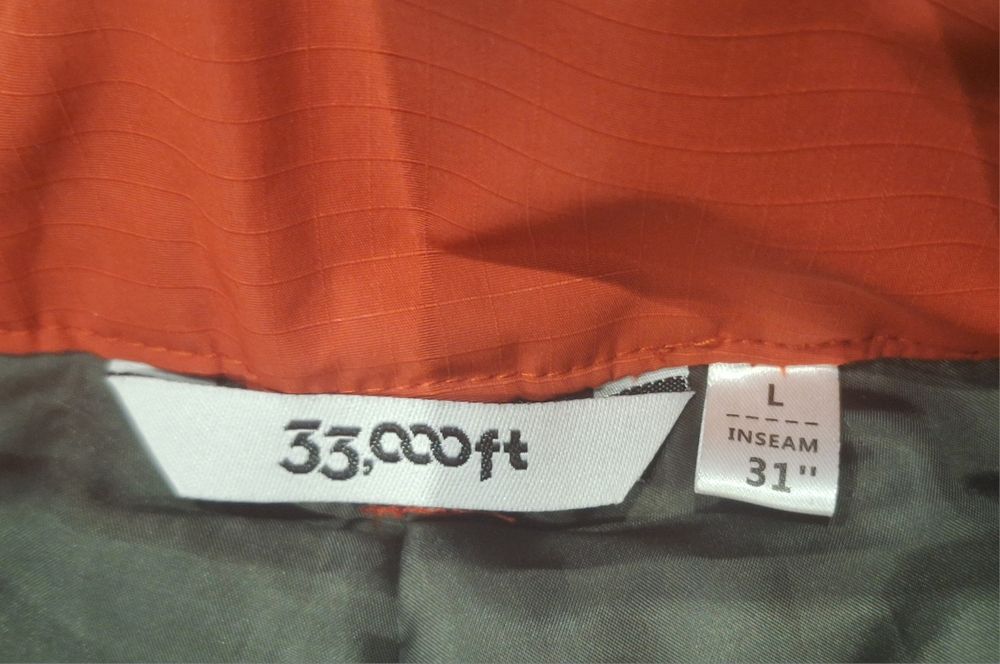 33,000ft
L
INSEAM
31"